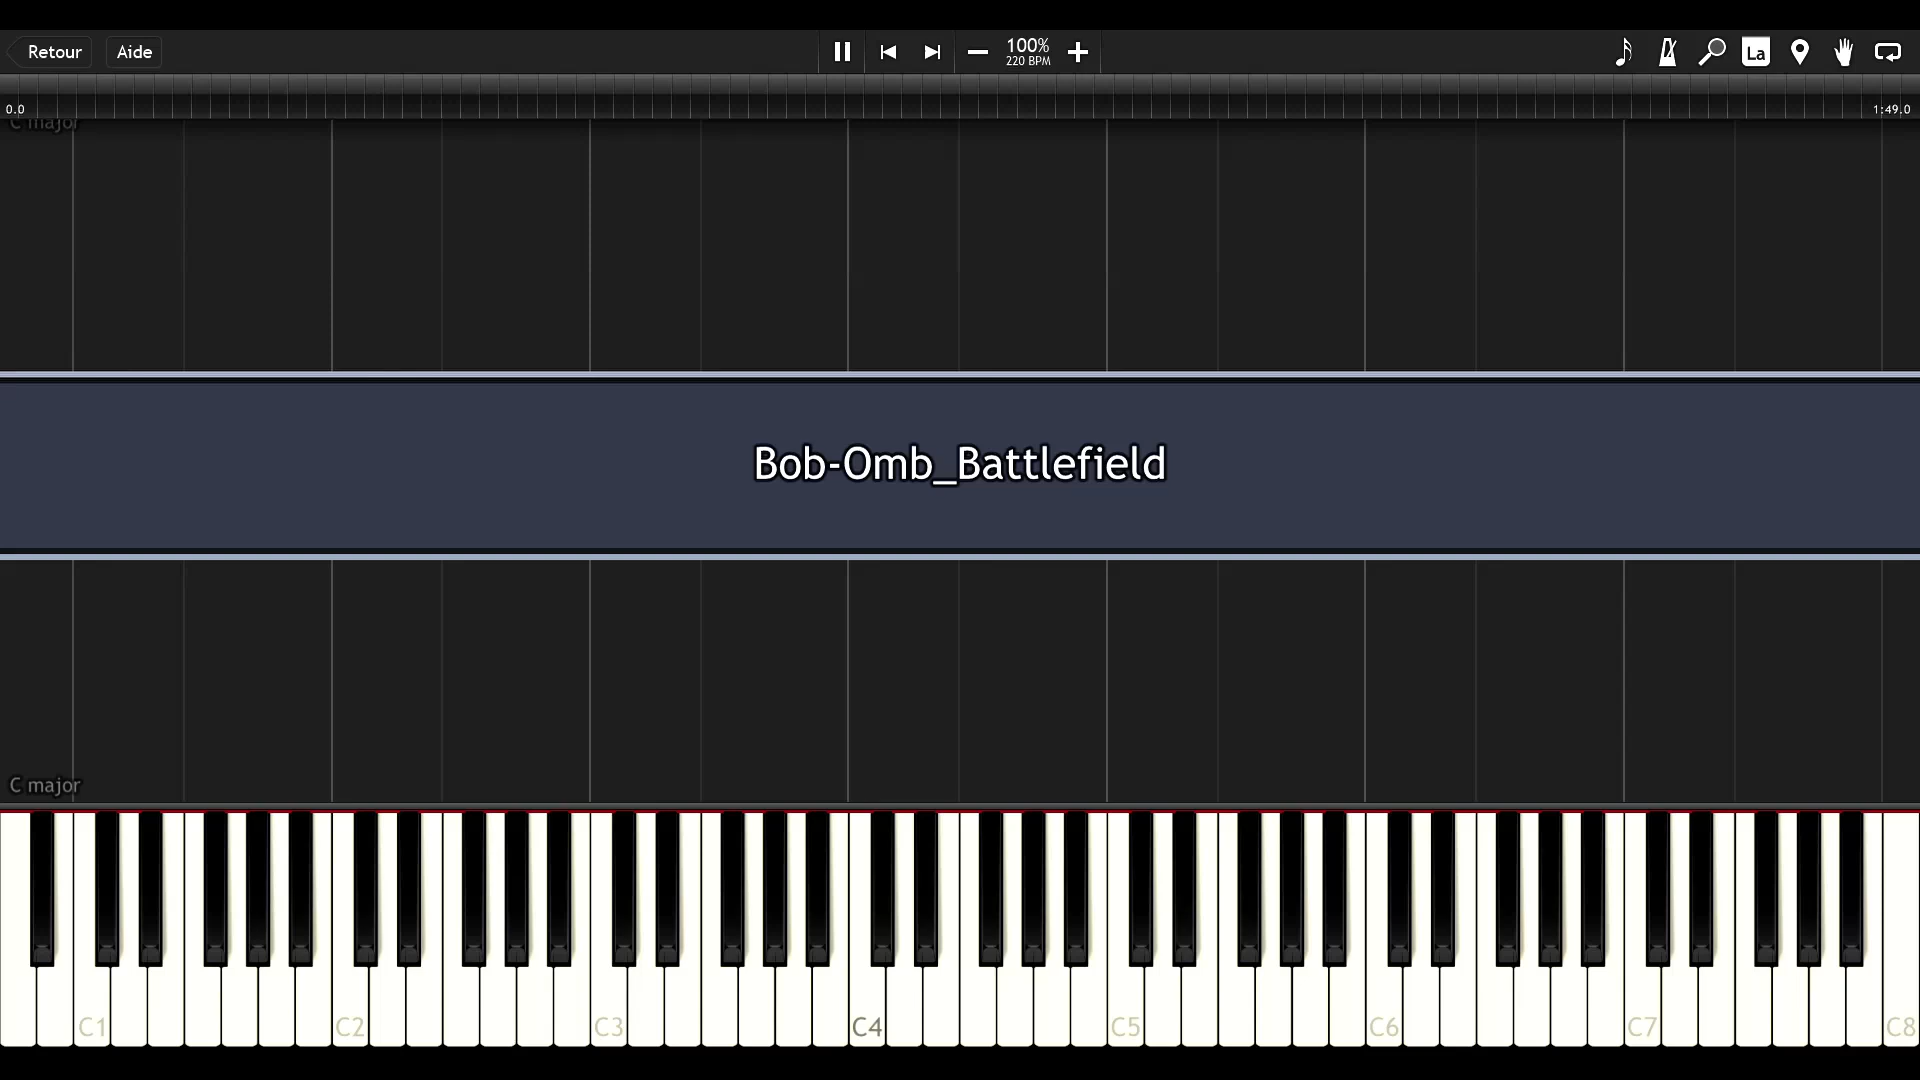 Retour
Aide
100%
220 BPM
La
0.0
1:49.0
C major
Bob-Omb_Battlefield
C major
C1
C2
C3
C4
C5
C6
C7
C8